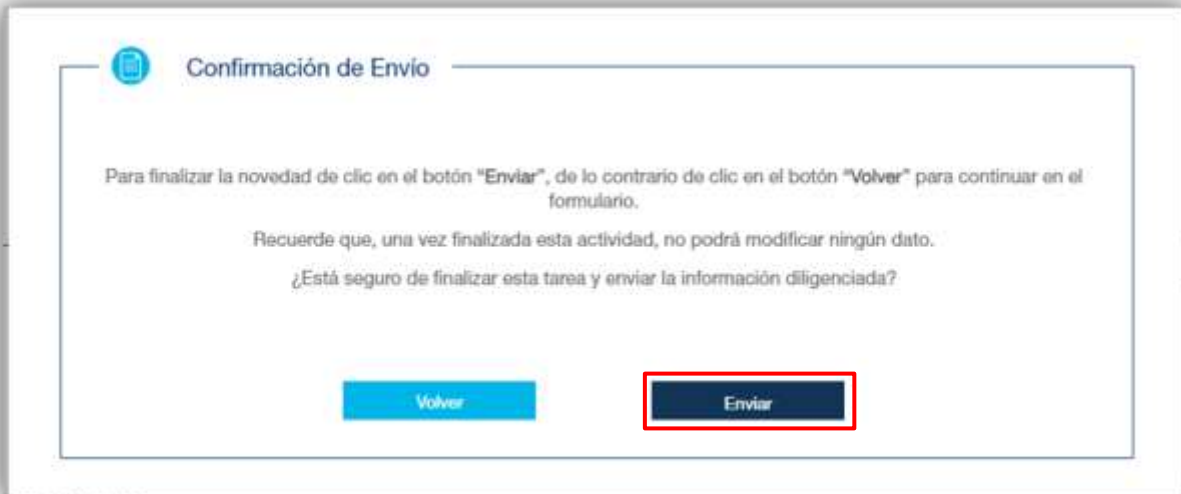 Confirmación de Envío
Para finalizar la novedad de clic en el botón "Enviar", de lo contrario de clic en el botón "Volver" para continuar en el
formulario.
Recuerde que, una vez finalizada esta actividad, no podrá modificar ningún dato.
¿Está seguro de finalizar esta tarea y enviar la información diligenciada?
Volver
Enviar